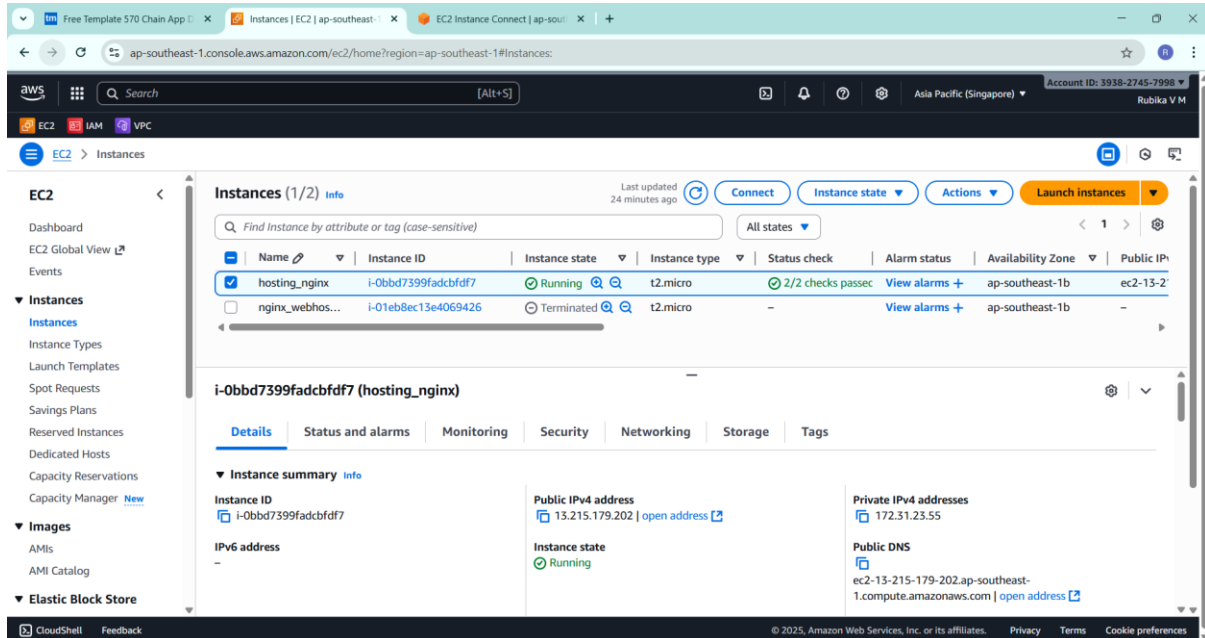 Free Template 570 Chain App D
Instances | EC2 | ap-southeast-1
EC2 Instance Connect | ap-sout
ap-southeast-1.console.aws.amazon.com/ec2/home?region=ap-southeast-1#Instances:
R
aws
Search [Alt+S]
Asia Pacific (Singapore)
Account ID: 3938-2745-7998
Rubika V M
EC2 IAM VPC
EC2 > Instances
EC2
Dashboard
EC2 Global View
Events
Instances
Instances
Instance Types
Launch Templates
Spot Requests
Savings Plans
Reserved Instances
Dedicated Hosts
Capacity Reservations
Capacity Manager New
Images
AMIs
AMI Catalog
Elastic Block Store
Instances (1/2) Info
Last updated
24 minutes ago
Connect
Instance state
Actions
Launch instances
Find Instance by attribute or tag (case-sensitive)
All states
1
Name Instance ID Instance state Instance type Status check Alarm status Availability Zone Public IPv
hosting_nginx i-0bbd7399fadcbfdf7 Running t2.micro 2/2 checks passec View alarms + ap-southeast-1b ec2-13-2
nginx_webhos... i-01eb8ec13e4069426 Terminated t2.micro – View alarms + ap-southeast-1b –
i-0bbd7399fadcbfdf7 (hosting_nginx)
Details Status and alarms Monitoring Security Networking Storage Tags
Instance summary Info
Instance ID
i-0bbd7399fadcbfdf7
Public IPv4 address
13.215.179.202 | open address
Private IPv4 addresses
172.31.23.55
IPv6 address
–
Instance state
Running
Public DNS
ec2-13-215-179-202.ap-southeast-
1.compute.amazonaws.com | open address
CloudShell Feedback
© 2025, Amazon Web Services, Inc. or its affiliates. Privacy Terms Cookie preferences